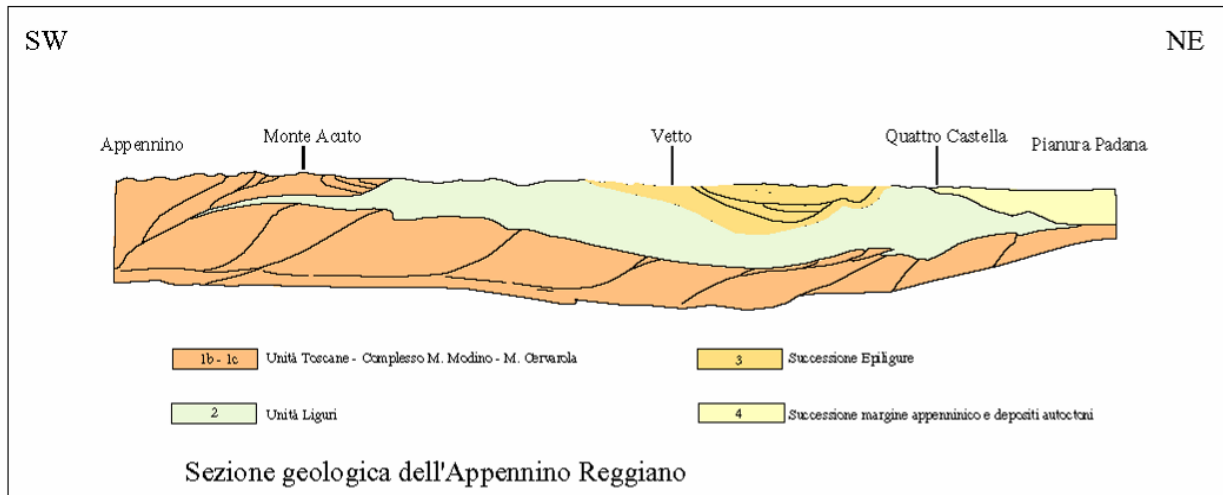 SW
NE
Appennino
Monte Acuto
Vetto
Quattro Castella
Pianura Padana
1b - 1c Unità Toscane - Complesso M. Modino - M. Cervarola
3 Successione Epiligure
2 Unità Liguri
4 Successione margine appenninico e depositi autoctoni
Sezione geologica dell'Appennino Reggiano